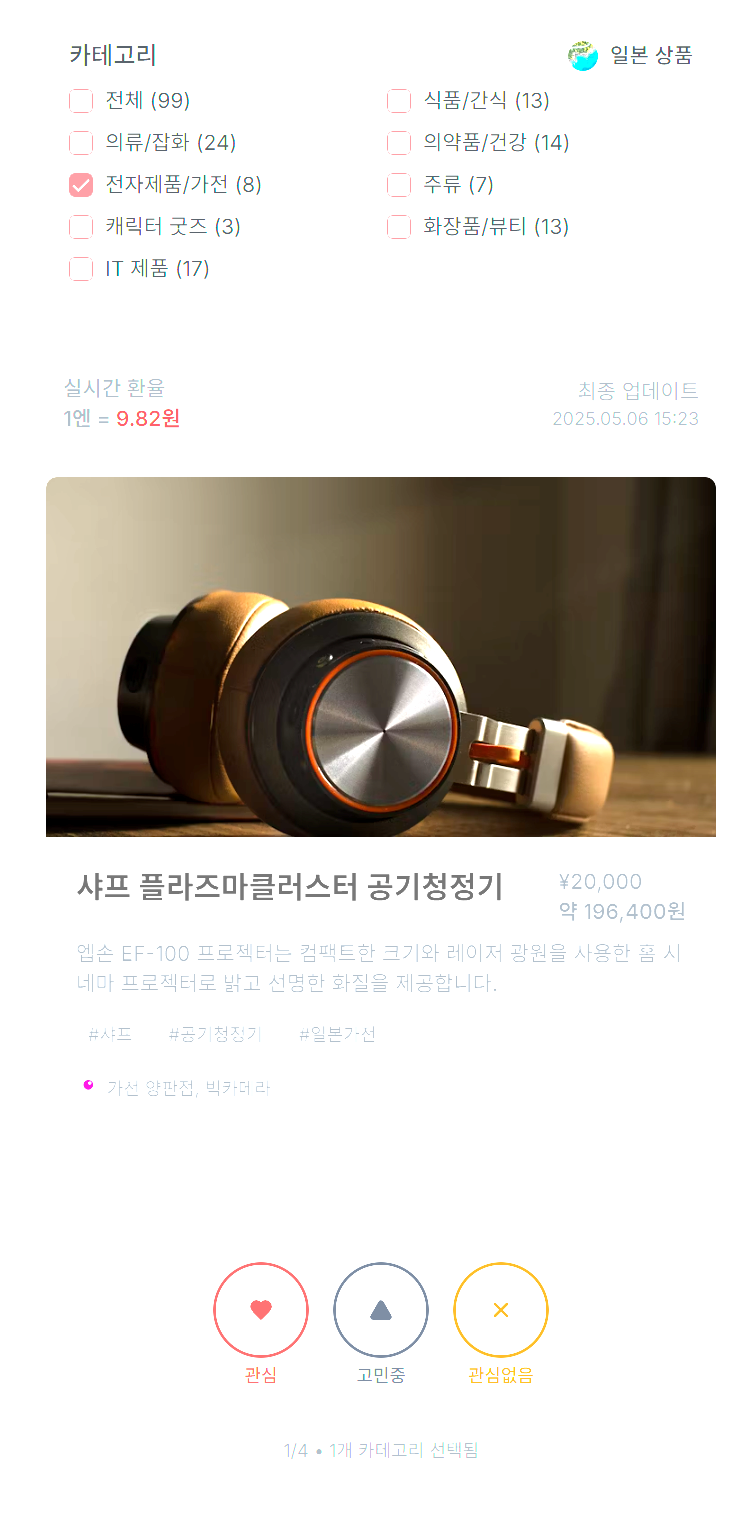 카테고리
일본 상품
전체 (99)
식품/간식 (13)
의류/잡화 (24)
의약품/건강 (14)
전자제품/가전 (8)
주류 (7)
캐릭터 굿즈 (3)
화장품/뷰티 (13)
IT 제품 (17)
실시간 환율
최종 업데이트
1엔 = 9.82원
2025.05.06 15:23
샤프 플라즈마클러스터 공기청정기
¥20,000
약 196,400원
엡손 EF-100 프로젝터는 컴팩트한 크기와 레이저 광원을 사용한 홈 시
네마 프로젝터로 밝고 선명한 화질을 제공합니다.
#샤프 #공기청정기 #일본가전
가전 양판점, 빅카메라
관심
고민중
관심없음
1/4 • 1개 카테고리 선택됨